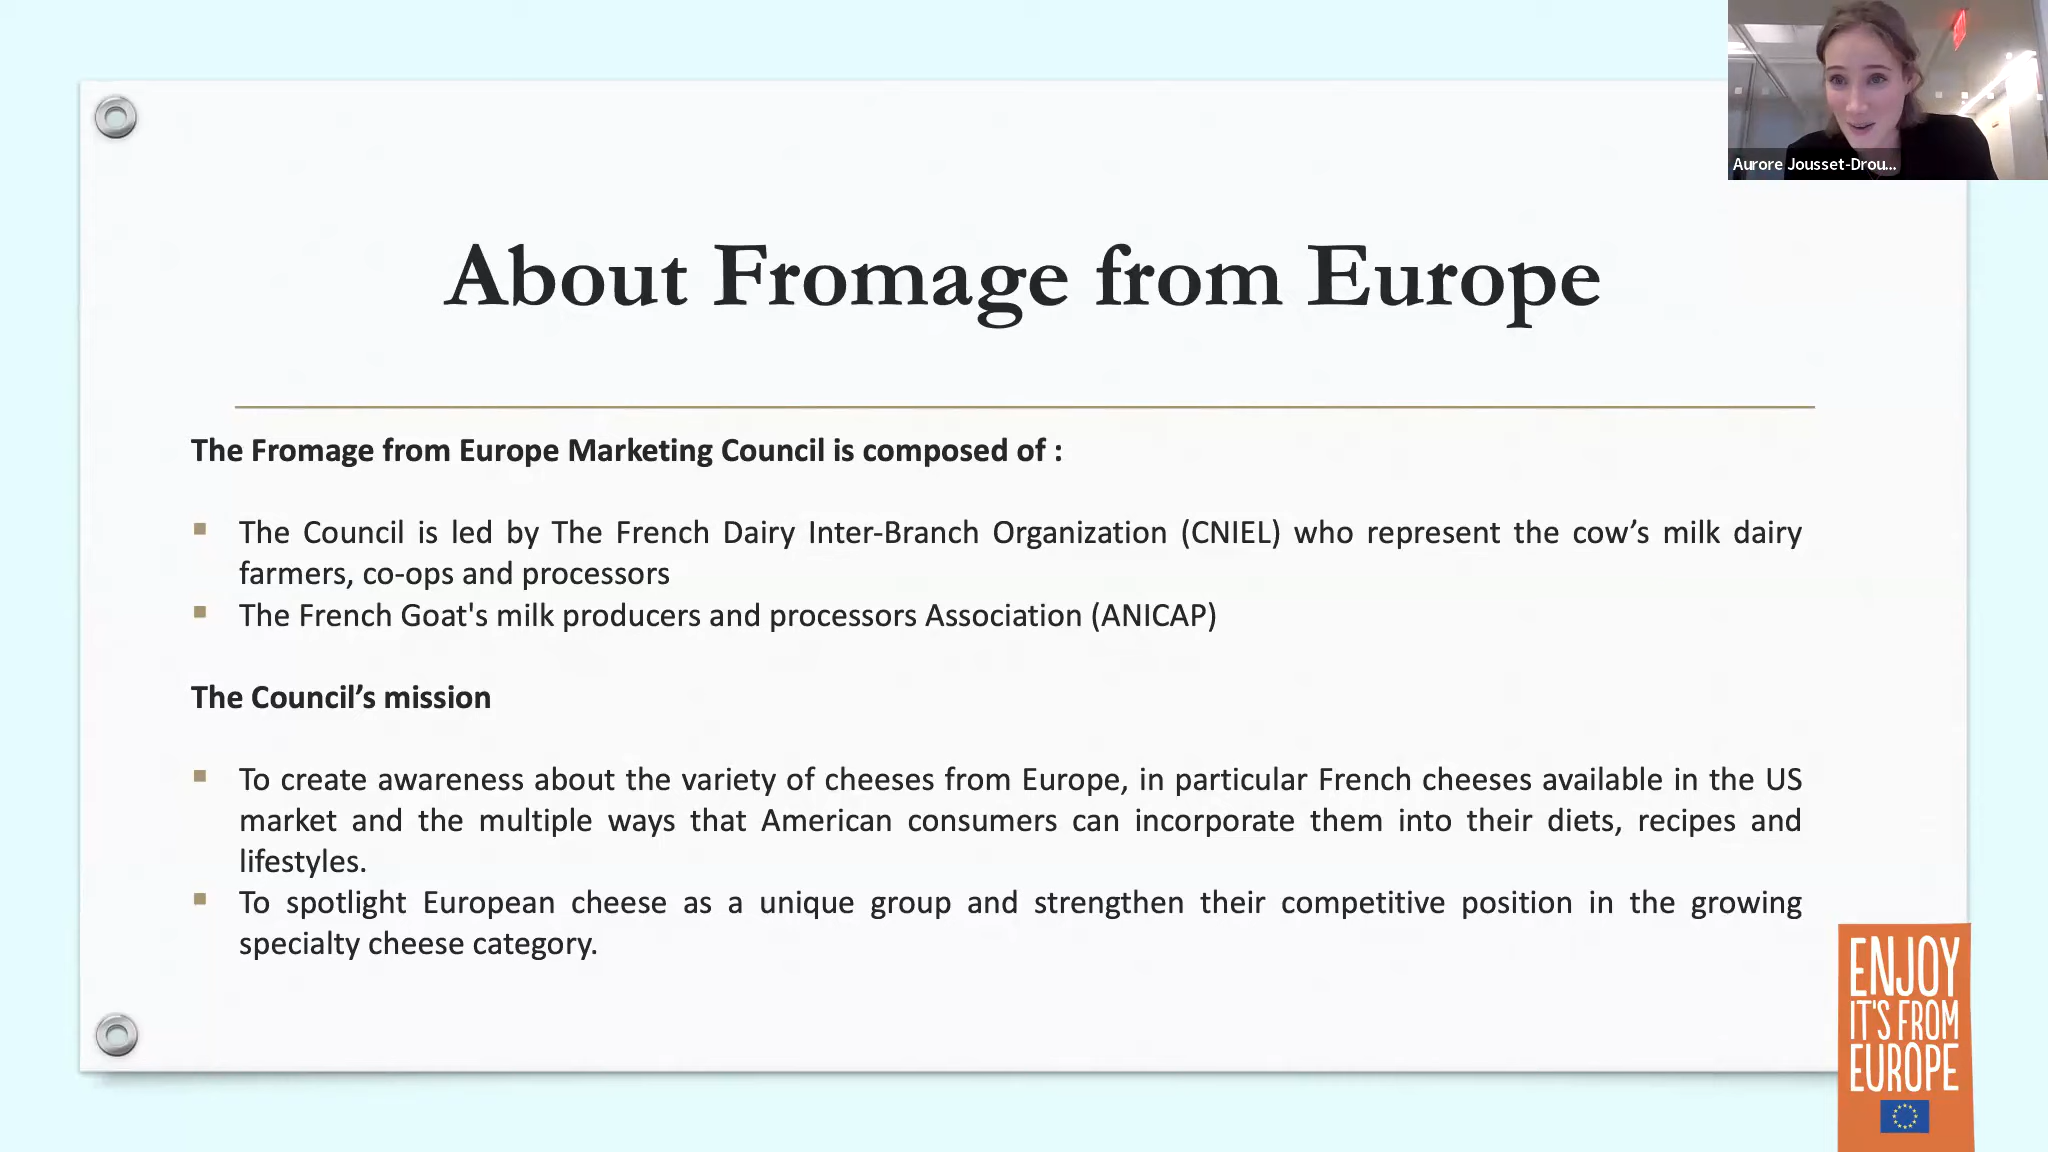 Aurore Jousset-Drou...
About Fromage from Europe
The Fromage from Europe Marketing Council is composed of :
The Council is led by The French Dairy Inter-Branch Organization (CNIEL) who represent the cow’s milk dairy
farmers, co-ops and processors
The French Goat's milk producers and processors Association (ANICAP)
The Council’s mission
To create awareness about the variety of cheeses from Europe, in particular French cheeses available in the US
market and the multiple ways that American consumers can incorporate them into their diets, recipes and
lifestyles.
To spotlight European cheese as a unique group and strengthen their competitive position in the growing
specialty cheese category.
ENJOY
IT'S FROM
EUROPE